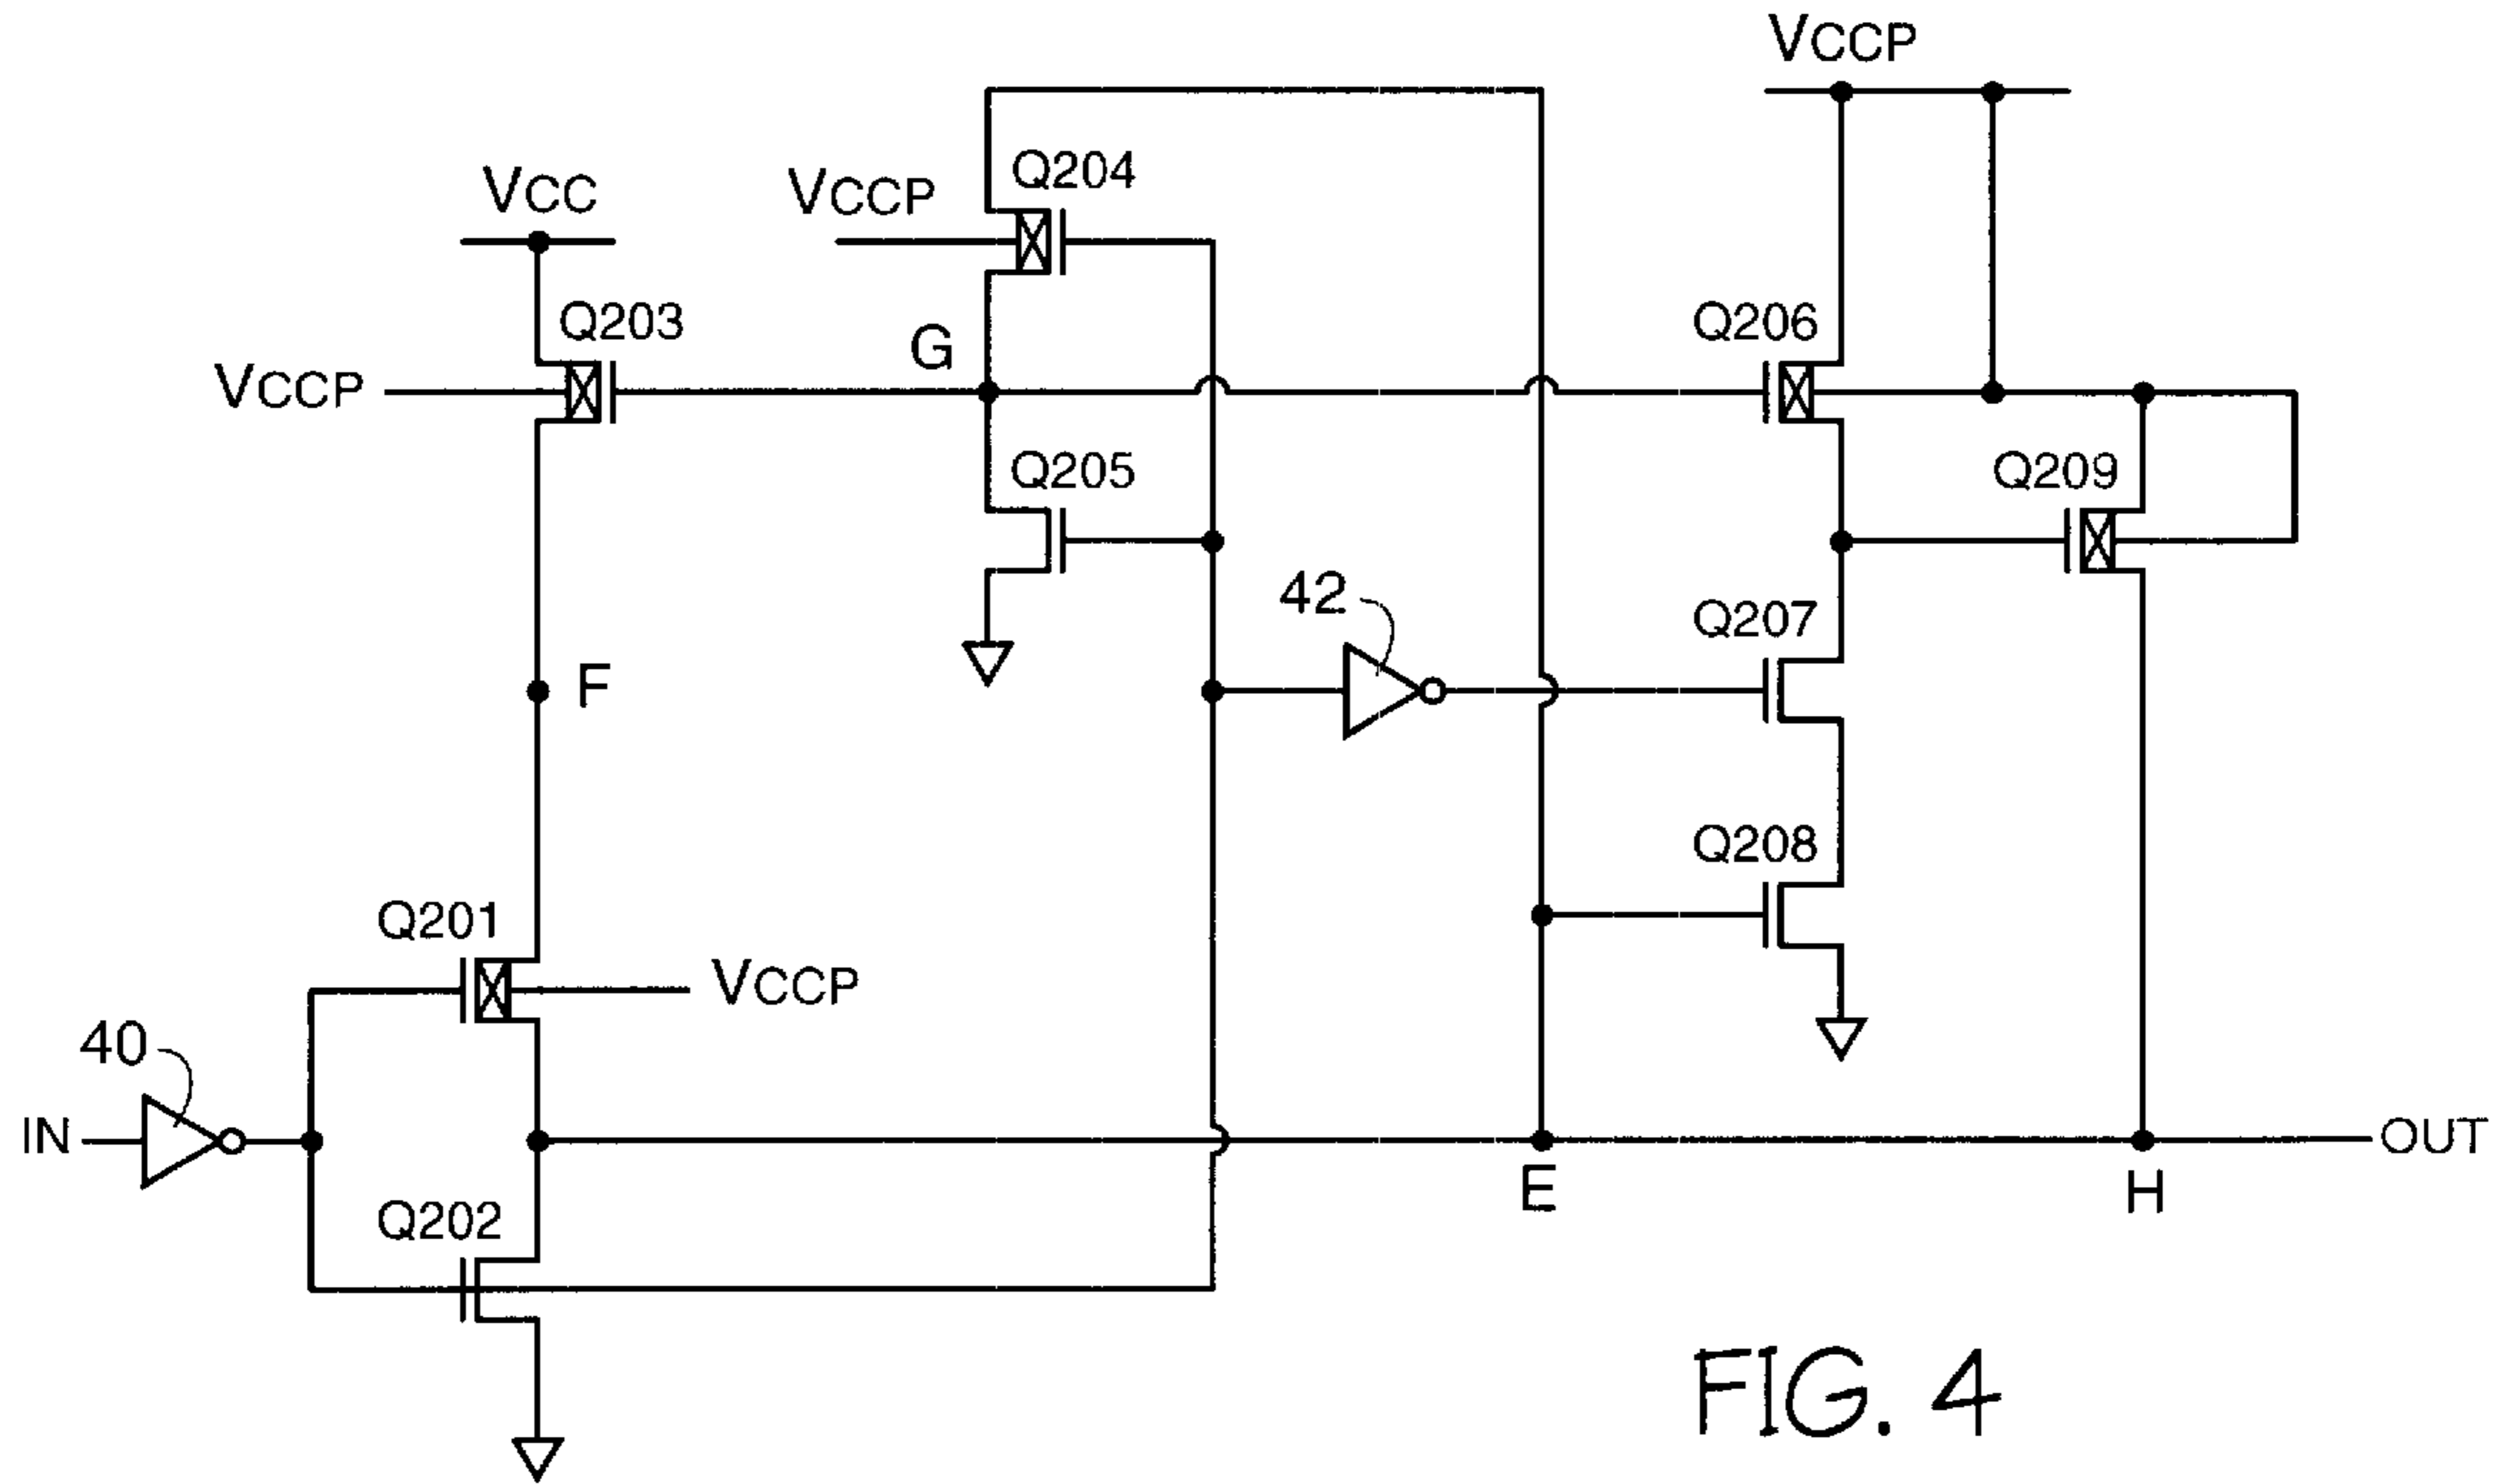 VCCP
Q204
VCC
VCCP
Q203
Q206
G
VCCP
Q205
Q209
42
Q207
F
Q208
Q201
VCCP
40
IN
OUT
E
H
Q202
FIG. 4